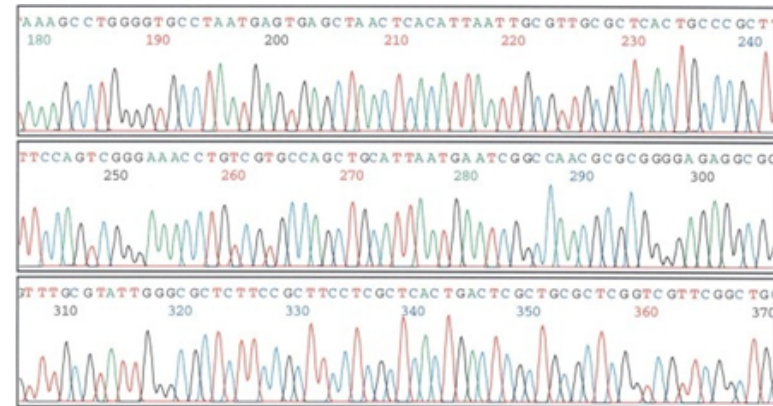 AAAGCCTGGGGTGCCTAATGAGTGAGCTAACTCACATTAATTGCGTTGCGCTCACTGCCCGCT
180 190 200 210 220 230 240
TTCCAGTCGGGAAACCTGTCGTGCCAGCTGCATTAATGAATCGGCCAACGCGCGGGGAGAGGCGG
250 260 270 280 290 300
GTTTGCGTATTGGGCGCTCTTCCGCTTCCTCGCTCACTGACTCGCTGCGCTCGGTCGTTCGGCTG
310 320 330 340 350 360 370